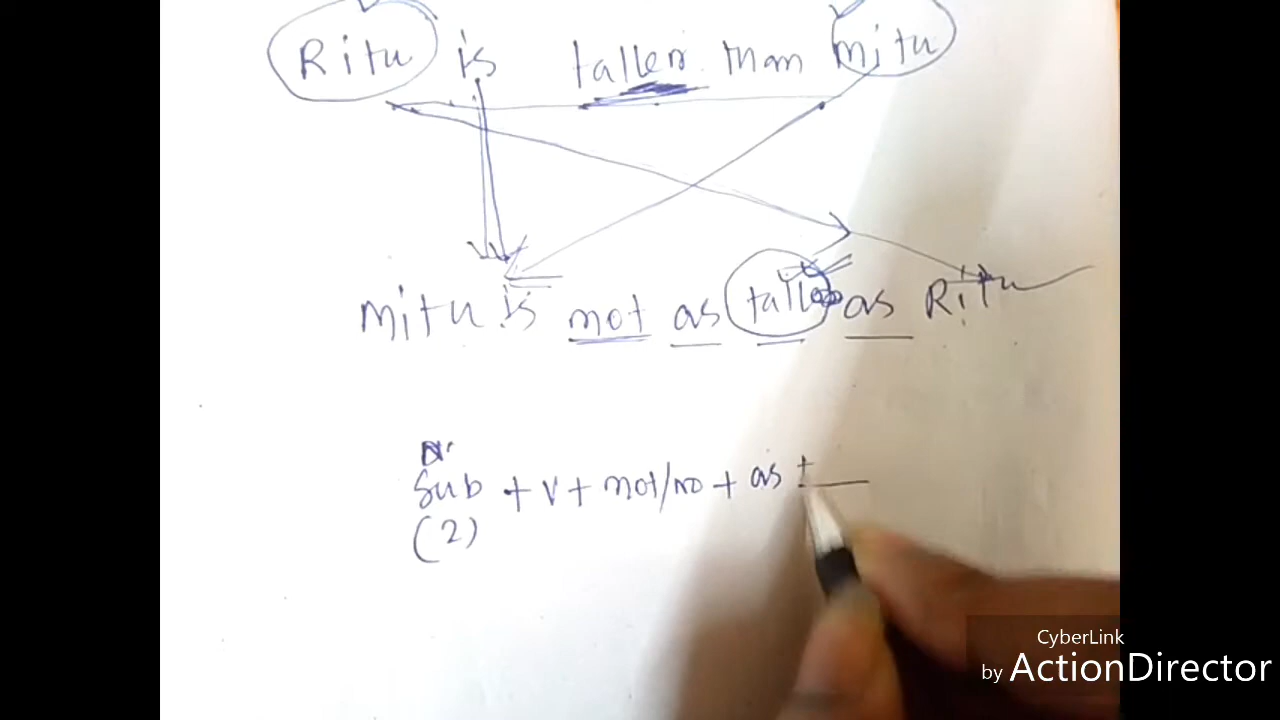 Ritu is taller than mitu
mitu is not as tall as Ritu
Sub + v + not/no + as +
(2)
CyberLink
by ActionDirector